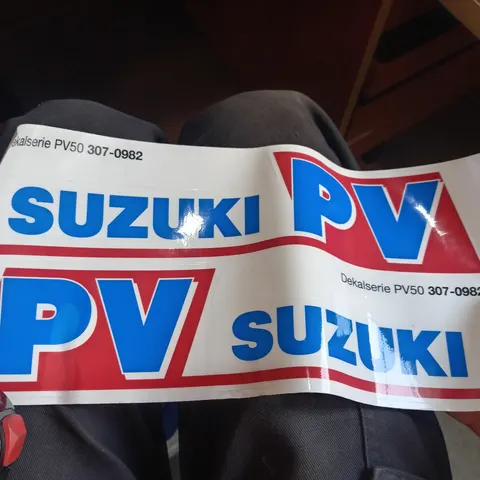 Dekalserie PV50 307-0982
SUZUKI PV
Dekalserie PV50 307-0982
PV SUZUKI